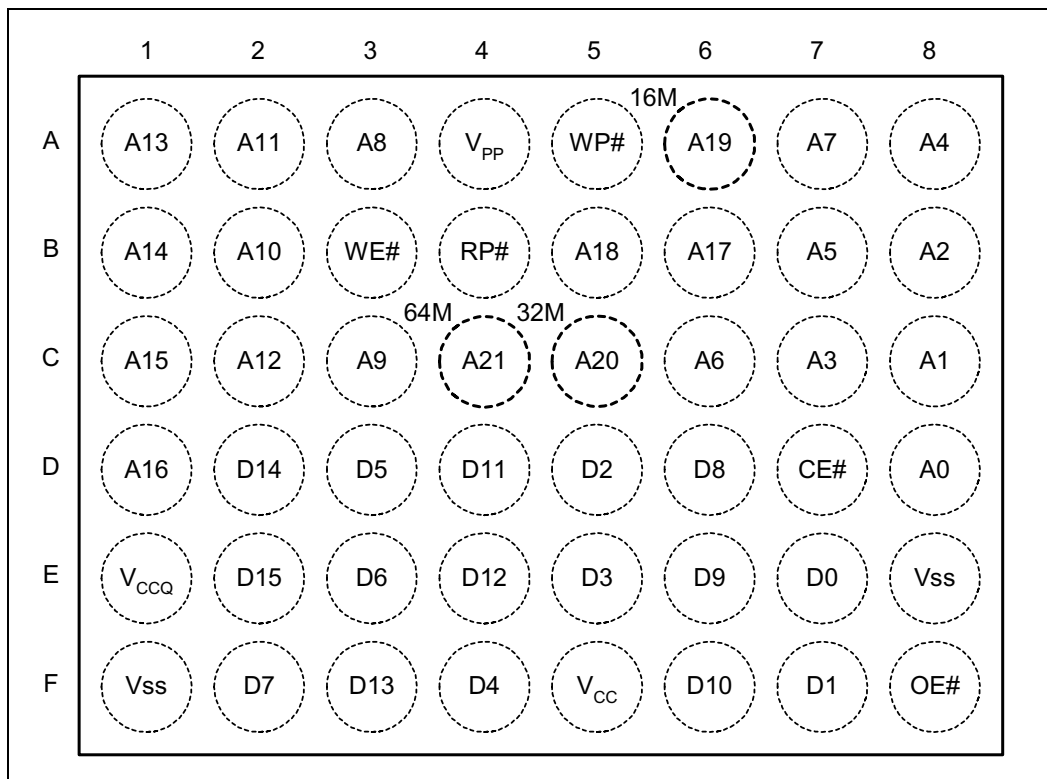 1 2 3 4 5 6 7 8
16M
A A13 A11 A8 VPP WP# A19 A7 A4
B A14 A10 WE# RP# A18 A17 A5 A2
64M 32M
C A15 A12 A9 A21 A20 A6 A3 A1
D A16 D14 D5 D11 D2 D8 CE# A0
E VCCQ D15 D6 D12 D3 D9 D0 Vss
F Vss D7 D13 D4 VCC D10 D1 OE#